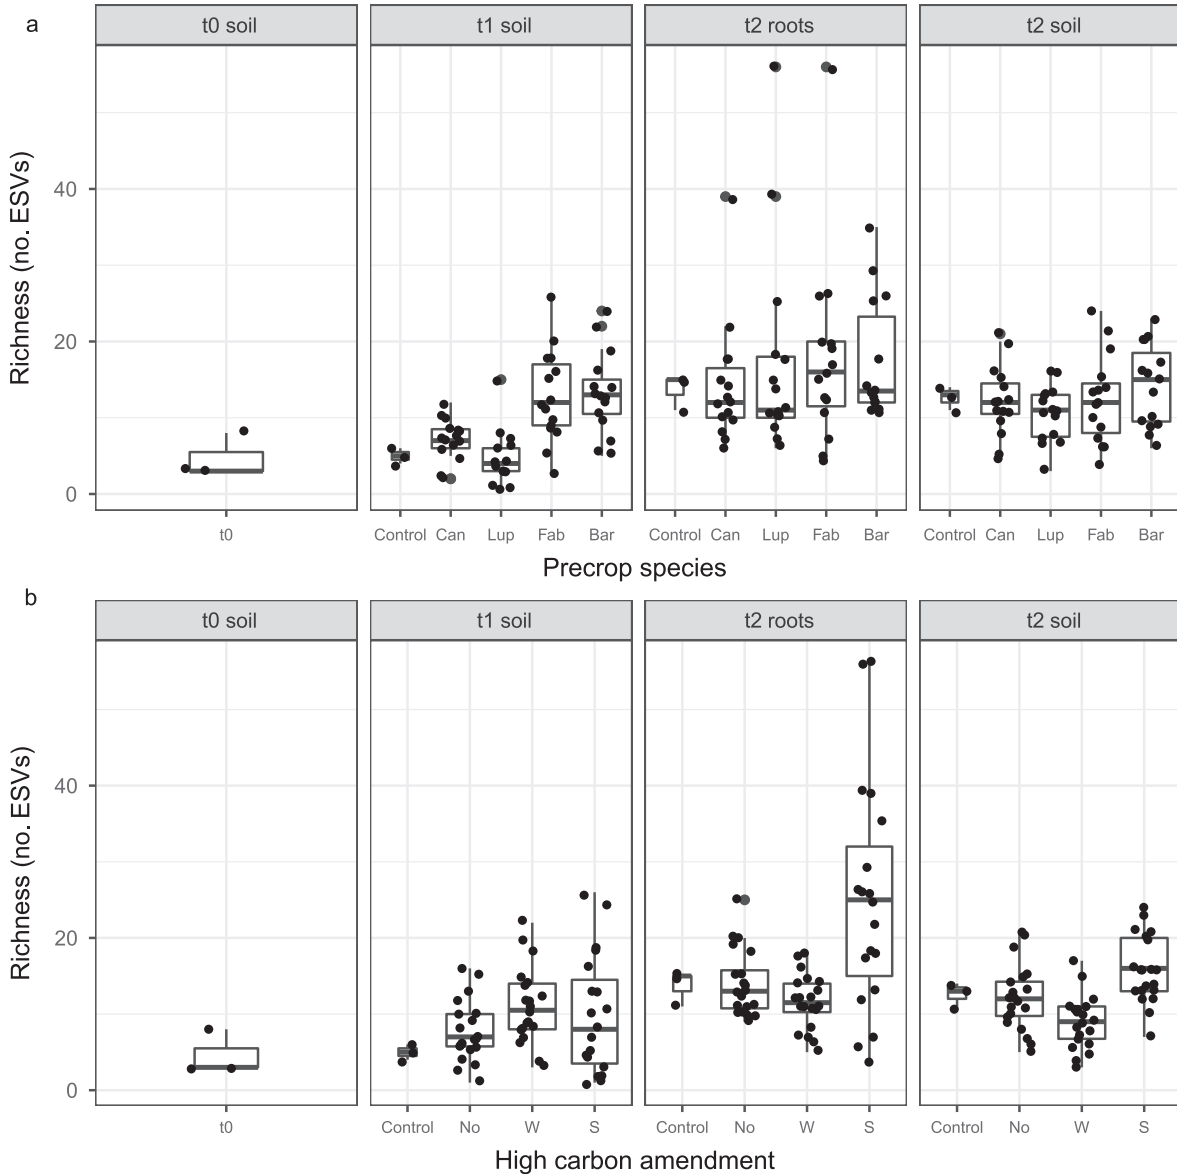 a
t0 soil t1 soil t2 roots t2 soil
Richness (no. ESVs)
40
20
0
t0 Control Can Lup Fab Bar Control Can Lup Fab Bar Control Can Lup Fab Bar
Precrop species
b
t0 soil t1 soil t2 roots t2 soil
Richness (no. ESVs)
40
20
0
t0 Control No W S Control No W S Control No W S
High carbon amendment